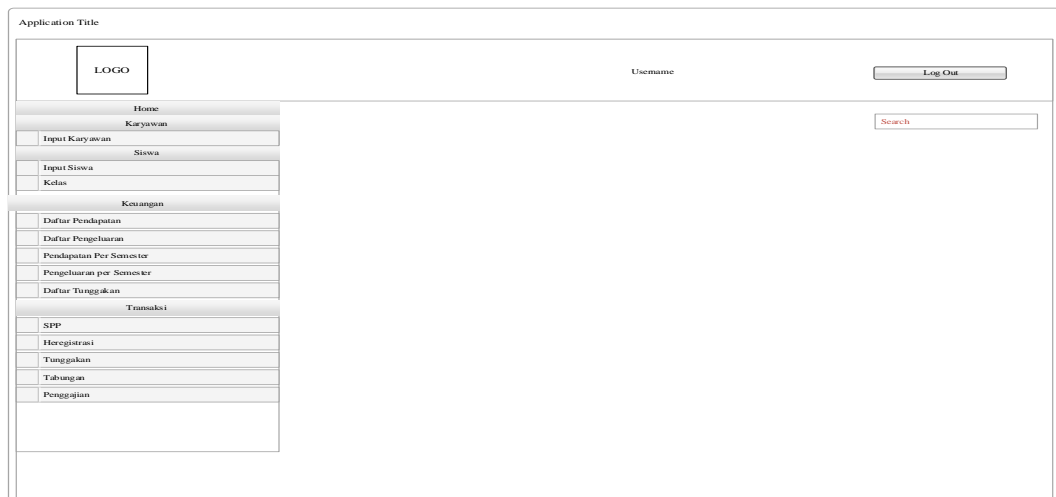 Application Title
LOGO
Username
Log Out
Home
Search
Karyawan
Input Karyawan
Siswa
Input Siswa
Kelas
Keuangan
Daftar Pendapatan
Daftar Pengeluaran
Pendapatan Per Semester
Pengeluaran per Semester
Daftar Tunggakan
Transaksi
SPP
Heregistrasi
Tunggakan
Tabungan
Penggajian